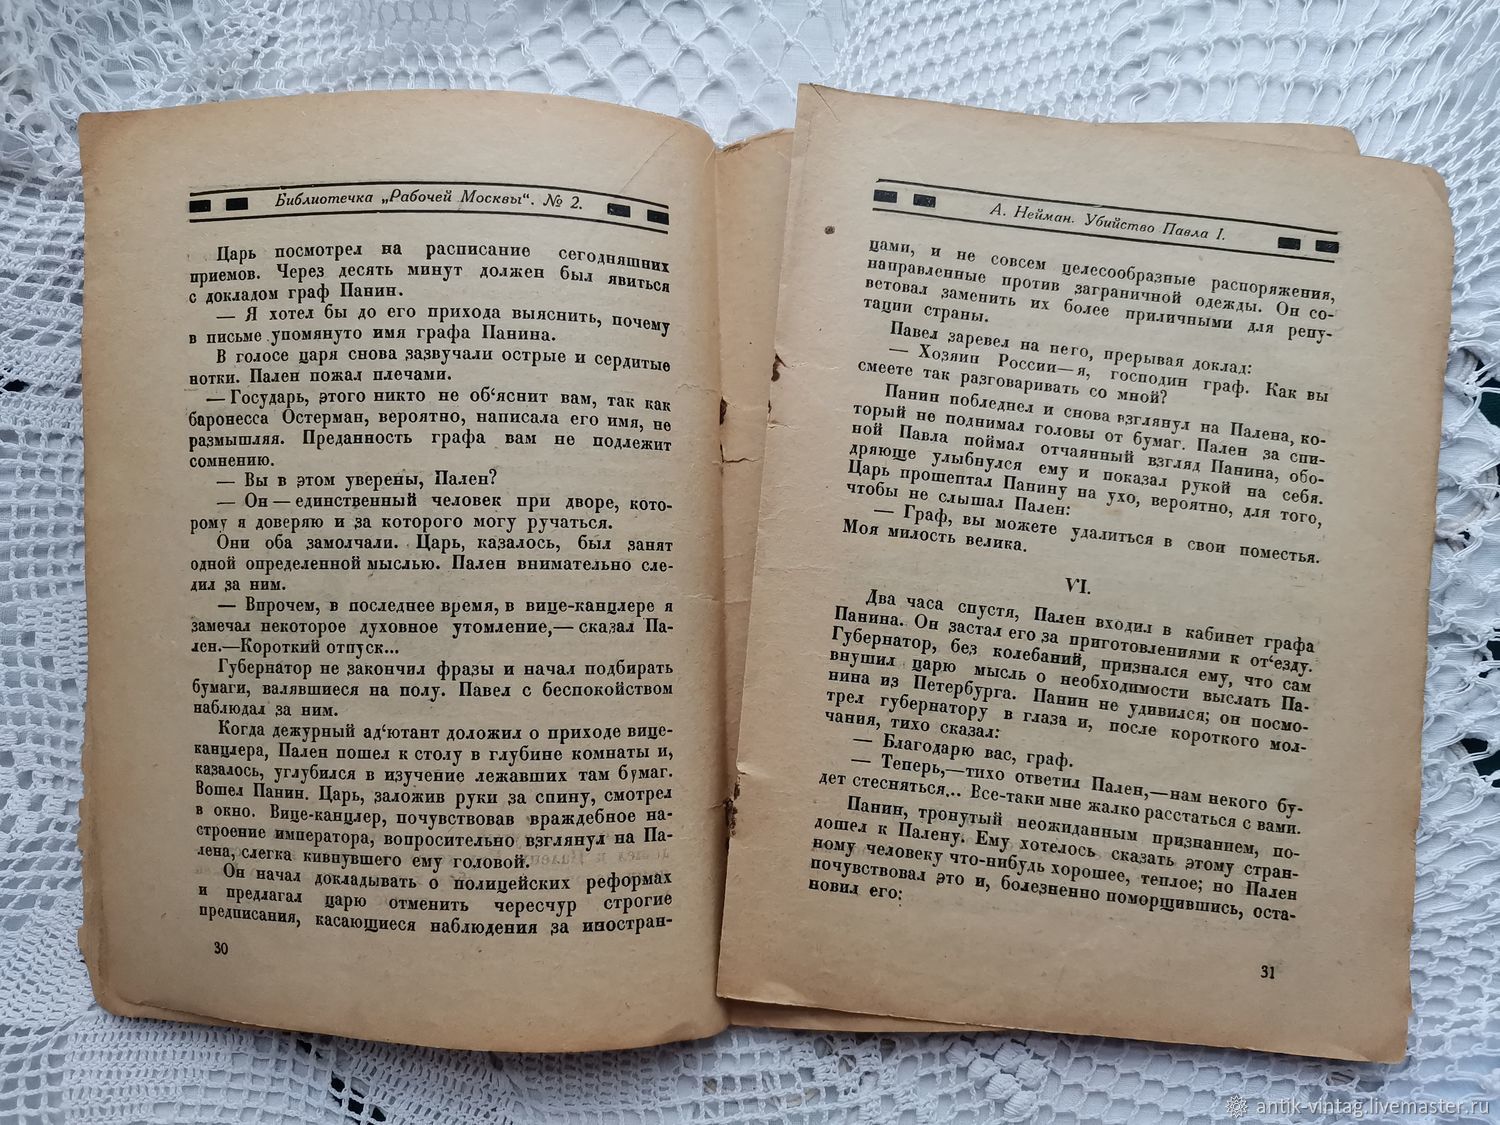 Библиотечка „Рабочей Москвы“. № 2.
Царь посмотрел на расписание сегодняшних
приемов. Через десять минут должен был явиться
с докладом граф Панин.
— Я хотел бы до его прихода выяснить, почему
в письме упомянуто имя графа Панина.
В голосе царя снова зазвучали острые и сердитые
нотки. Пален пожал плечами.
— Государь, этого никто не об‘яснит вам, так как
баронесса Остерман, вероятно, написала его имя, не
размышляя. Преданность графа вам не подлежит
сомнению.
— Вы в этом уверены, Пален?
— Он — единственный человек при дворе, кото-
рому я доверяю и за которого могу ручаться.
Они оба замолчали. Царь, казалось, был занят
одной определенной мыслью. Пален внимательно сле-
дил за ним.
— Впрочем, в последнее время, в вице-канцлере я
замечал некоторое духовное утомление,— сказал Па-
лен.—Короткий отпуск...
Губернатор не закончил фразы и начал подбирать
бумаги, валявшиеся на полу. Павел с беспокойством
наблюдал за ним.
Когда дежурный ад‘ютант доложил о приходе вице-
канцлера, Пален пошел к столу в глубине комнаты и,
казалось, углубился в изучение лежавших там бумаг.
Вошел Панин. Царь, заложив руки за спину, смотрел
в окно. Вице-канцлер, почувствовав враждебное на-
строение императора, вопросительно взглянул на Па-
лена, слегка кивнувшего ему головой.
Он начал докладывать о полицейских реформах
и предлагал царю отменить чересчур строгие
предписания, касающиеся наблюдения за иностран-
30
А. Нейман. Убийство Павла I.
цами, и не совсем целесообразные распоряжения,
направленные против заграничной одежды. Он со-
ветовал заменить их более приличными для репу-
тации страны.
Павел заревел на него, прерывая доклад:
— Хозяин России—я, господин граф. Как вы
смеете так разговаривать со мной?
Панин побледнел и снова взглянул на Палена, ко-
торый не поднимал головы от бумаг. Пален за спи-
ной Павла поймал отчаянный взгляд Панина, обо-
дряюще улыбнулся ему и показал рукой на себя.
Царь прошептал Панину на ухо, вероятно, для того,
чтобы не слышал Пален:
— Граф, вы можете удалиться в свои поместья.
Моя милость велика.
VI.
Два часа спустя, Пален входил в кабинет графа
Панина. Он застал его за приготовлениями к от‘езду.
Губернатор, без колебаний, признался ему, что сам
внушил царю мысль о необходимости выслать Па-
нина из Петербурга. Панин не удивился; он посмо-
трел губернатору в глаза и, после короткого мол-
чания, тихо сказал:
— Благодарю вас, граф.
— Теперь,—тихо ответил Пален,—нам некого бу-
дет стесняться... Все-таки мне жалко расстаться с вами.
Панин, тронутый неожиданным признанием, по-
дошел к Палену. Ему хотелось сказать этому стран-
ному человеку что-нибудь хорошее, теплое; но Пален
почувствовал это и, болезненно поморщившись, оста-
новил его:
31
antik-vintag.livemaster.ru